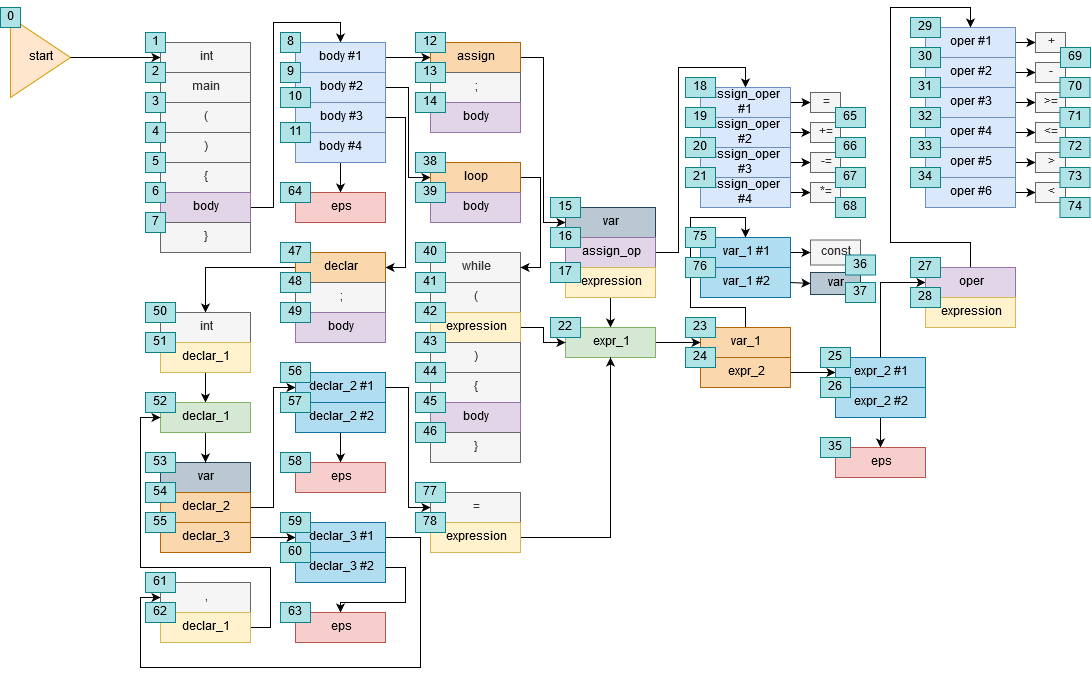 0
start
1
int
2
main
3
(
4
)
5
{
6
body
7
}
8
body #1
9
body #2
10
body #3
11
body #4
64
eps
12
assign
13
;
14
body
38
loop
39
body
15
var
16
assign_op
17
expression
18
ssign_oper
#1
19
ssign_oper
#2
20
ssign_oper
#3
21
ssign_oper
#4
=
65
+=
66
-=
67
*=
68
29
oper #1
30
oper #2
31
oper #3
32
oper #4
33
oper #5
34
oper #6
+
69
-
70
>=
71
<=
72
>
73
<
74
75
var_1 #1
76
var_1 #2
const
36
var
37
27
oper
28
expression
22
expr_1
23
var_1
24
expr_2
25
expr_2 #1
26
expr_2 #2
35
eps
47
declar
48
;
49
body
40
while
41
(
42
expression
43
)
44
{
45
body
46
}
50
int
51
declar_1
52
declar_1
53
var
54
declar_2
55
declar_3
56
declar_2 #1
57
declar_2 #2
58
eps
59
declar_3 #1
60
declar_3 #2
61
,
62
declar_1
63
eps
77
=
78
expression